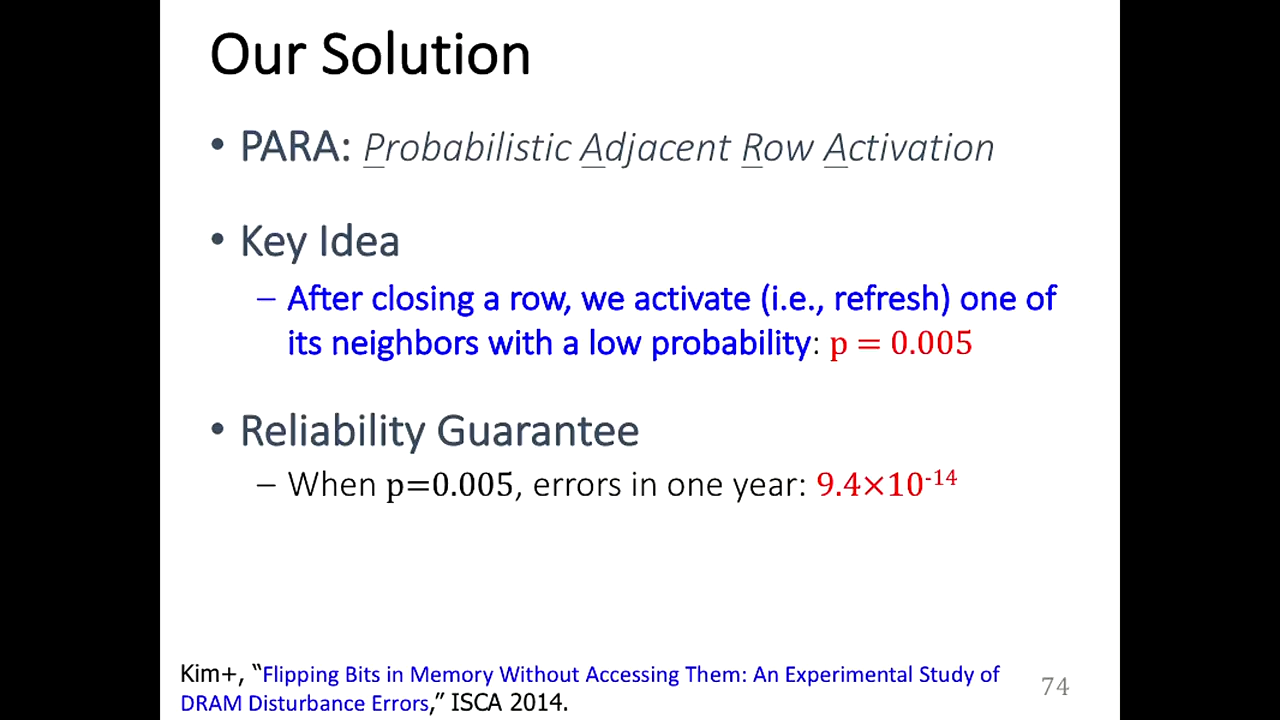 Our Solution
• PARA: Probabilistic Adjacent Row Activation
• Key Idea
– After closing a row, we activate (i.e., refresh) one of
its neighbors with a low probability: p = 0.005
• Reliability Guarantee
– When p=0.005, errors in one year: 9.4×10⁻¹⁴
Kim+, “Flipping Bits in Memory Without Accessing Them: An Experimental Study of
DRAM Disturbance Errors,” ISCA 2014.
74